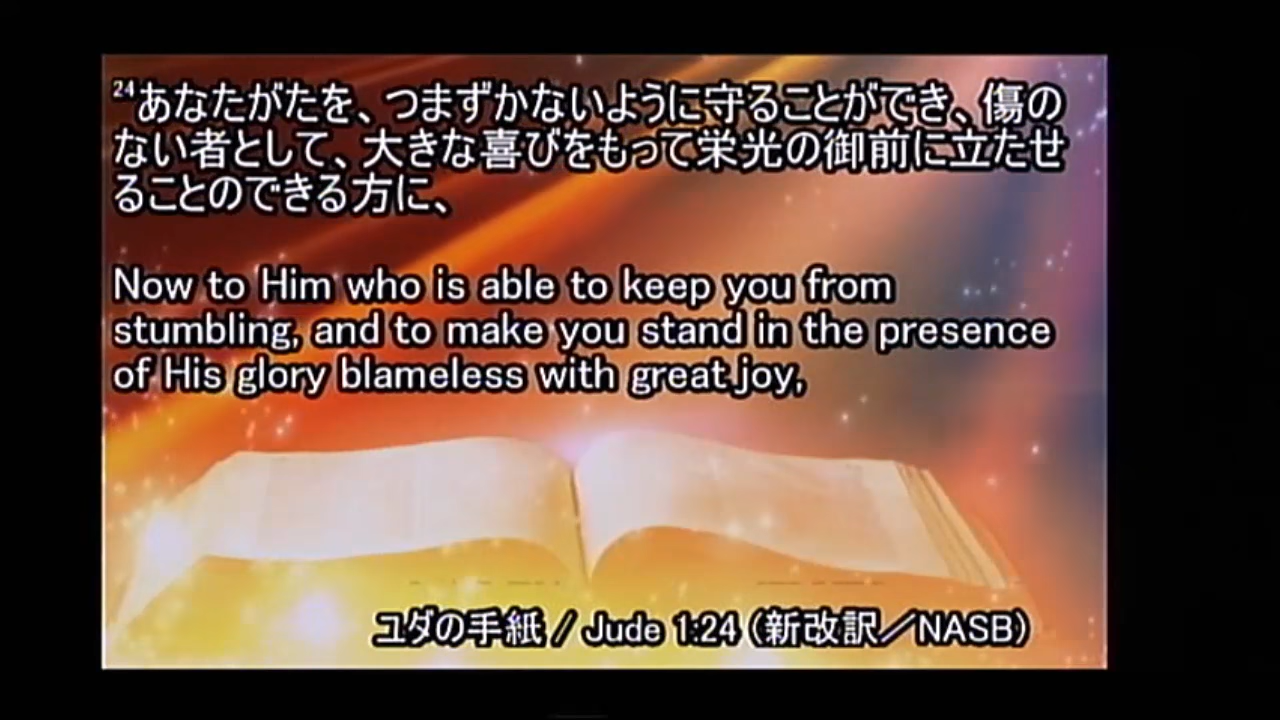 24あなたがたを、つまずかないように守ることができ、傷の
ない者として、大きな喜びをもって栄光の御前に立たせ
ることのできる方に、
Now to Him who is able to keep you from
stumbling, and to make you stand in the presence
of His glory blameless with great joy,
ユダの手紙 / Jude 1:24 (新改訳／NASB)